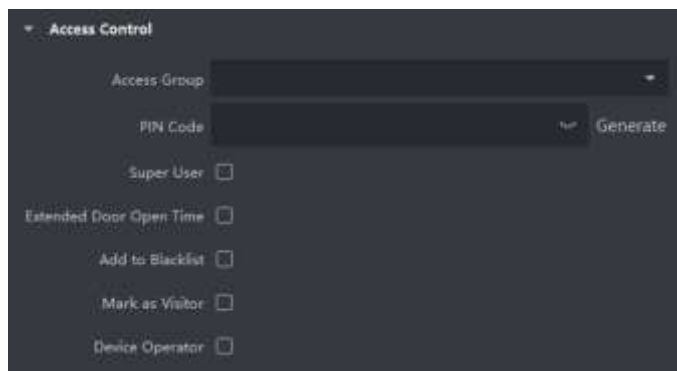 Access Control
Access Group
PIN Code Generate
Super User
Extended Door Open Time
Add to Blacklist
Mark as Visitor
Device Operator